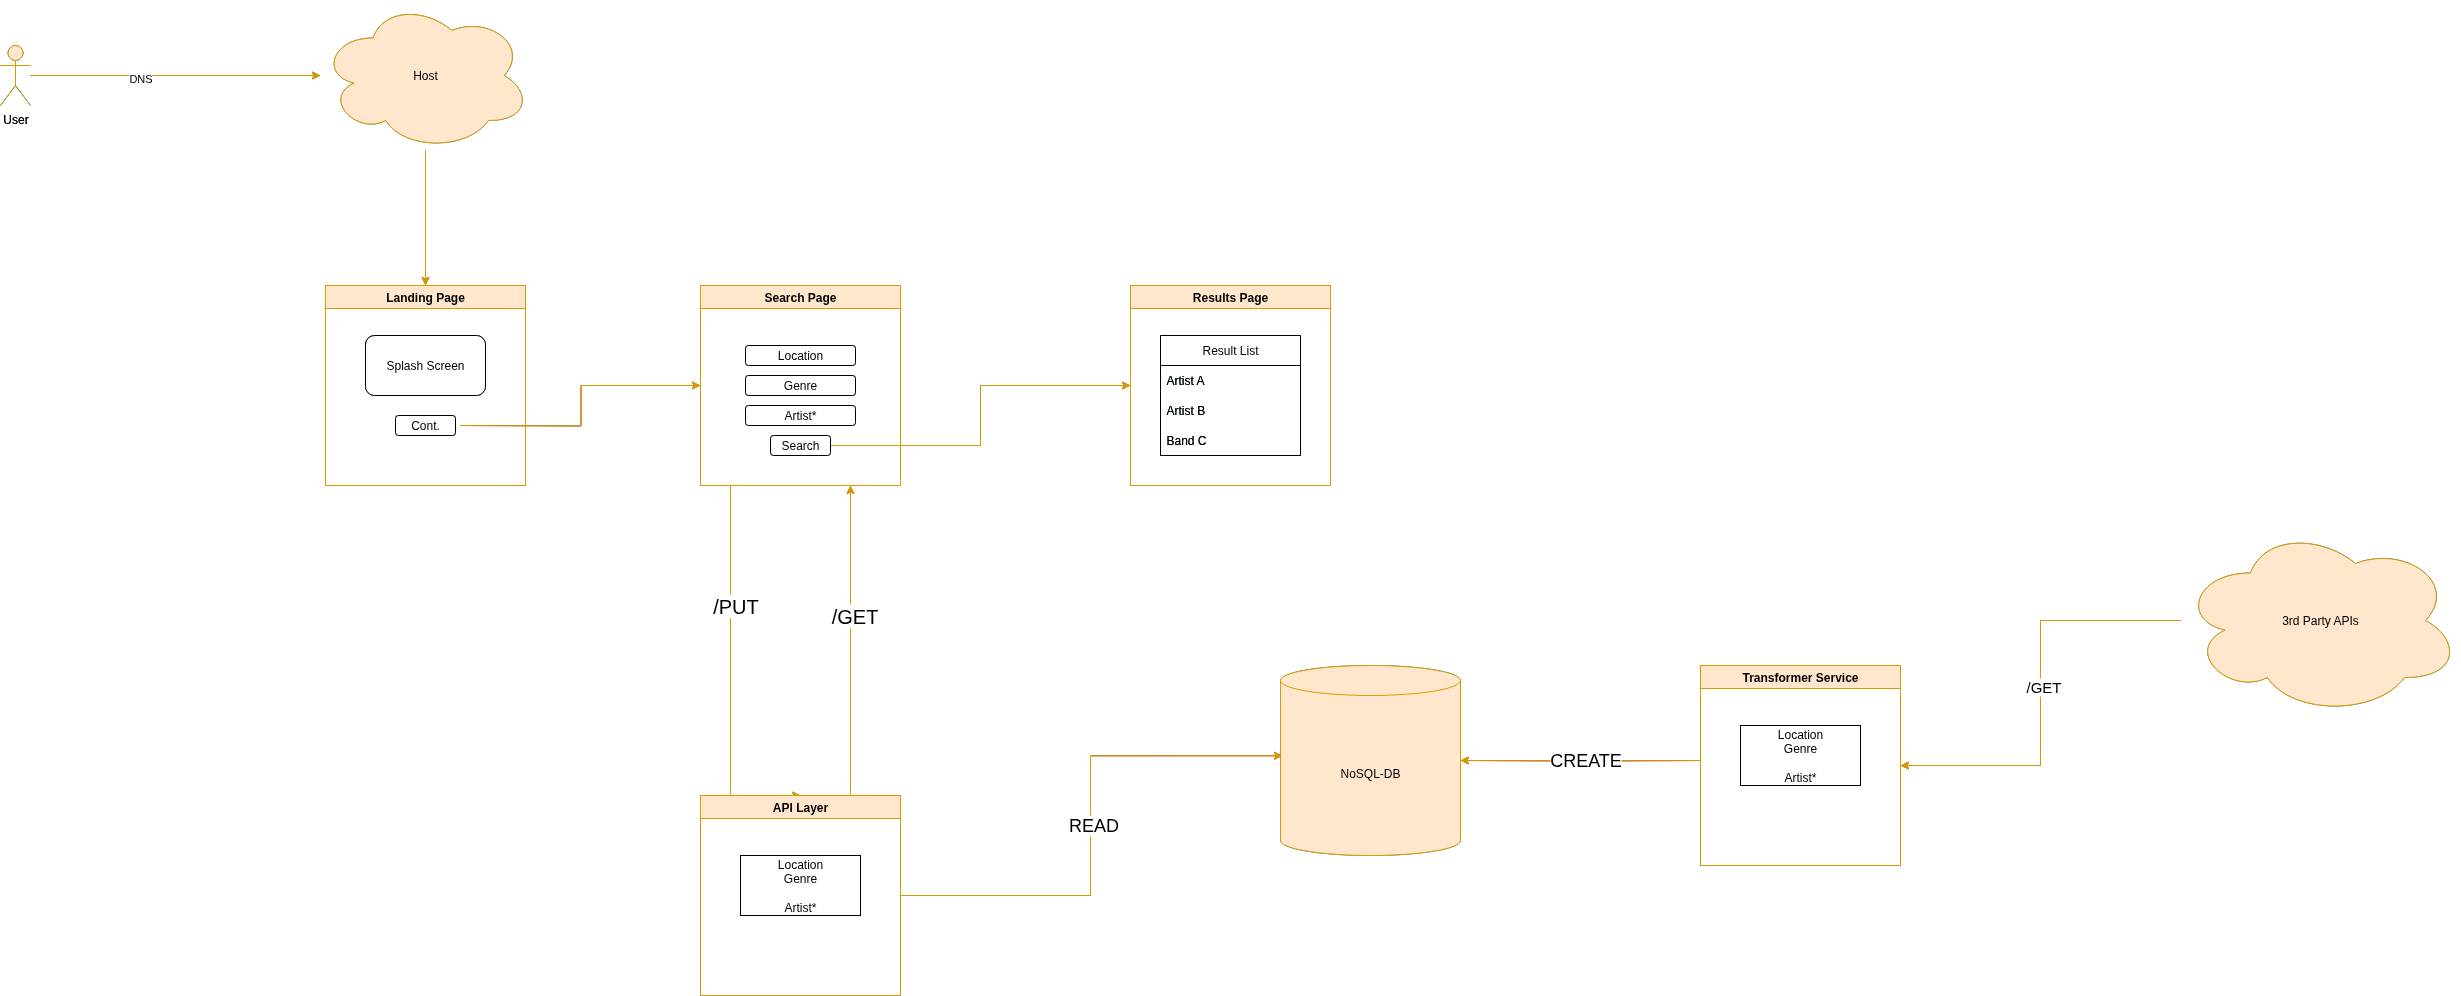 DNS
Host
User
Landing Page
Splash Screen
Cont.
Search Page
Location
Genre
Artist*
Search
Results Page
Result List
Artist A
Artist B
Band C
/PUT
/GET
API Layer
Location
Genre
Artist*
READ
NoSQL-DB
CREATE
Transformer Service
Location
Genre
Artist*
/GET
3rd Party APIs